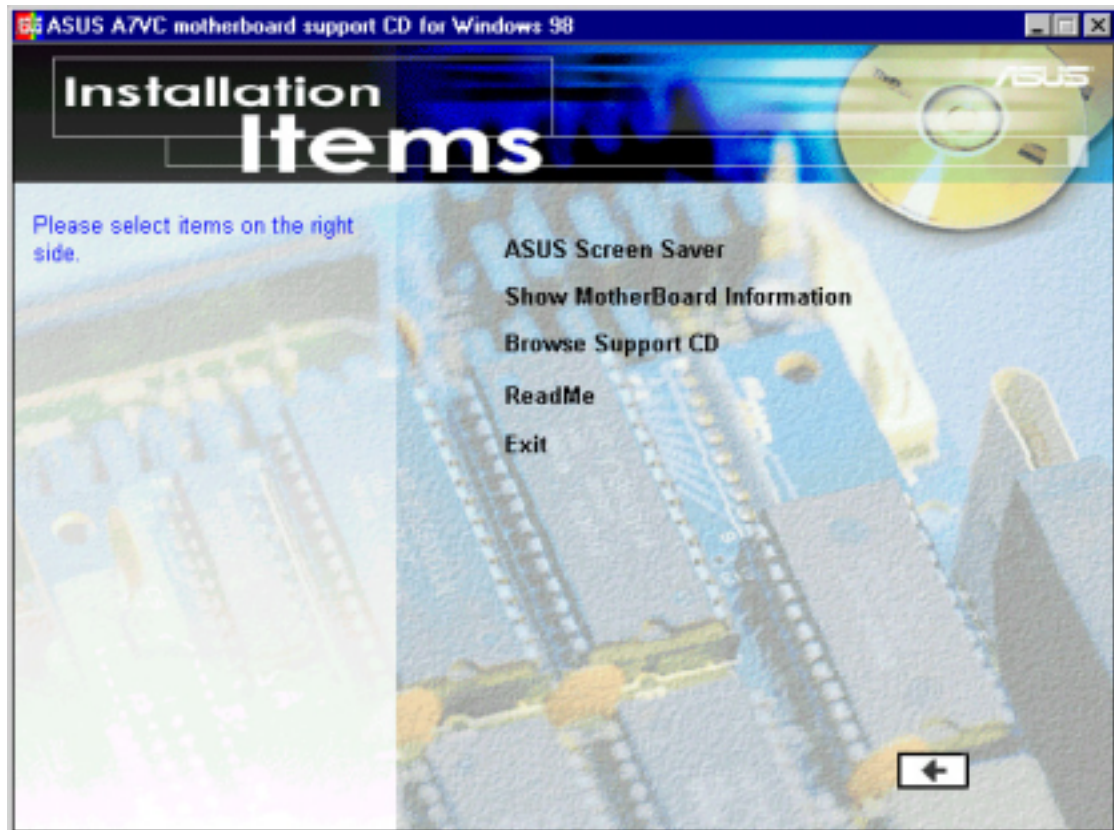 ASUS A7VC motherboard support CD for Windows 98
Installation
Items
ASUS
Please select items on the right
side.
ASUS Screen Saver
Show MotherBoard Information
Browse Support CD
ReadMe
Exit